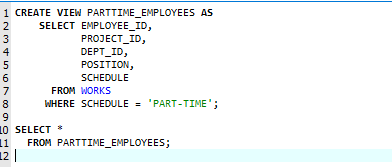 1 CREATE VIEW PARTTIME_EMPLOYEES AS
2 SELECT EMPLOYEE_ID,
3 PROJECT_ID,
4 DEPT_ID,
5 POSITION,
6 SCHEDULE
7 FROM WORKS
8 WHERE SCHEDULE = 'PART-TIME';
9
10 SELECT *
11 FROM PARTTIME_EMPLOYEES;
12